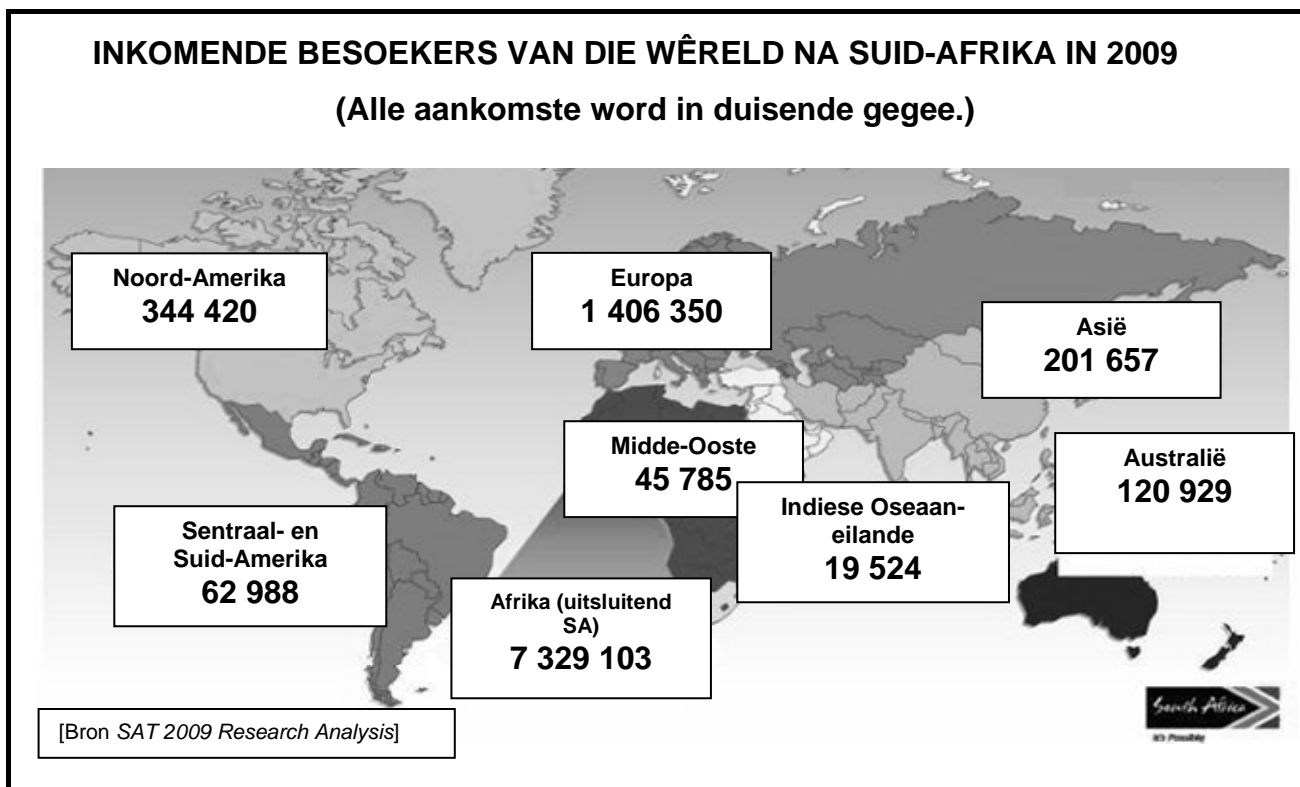 INKOMENDE BESOEKERS VAN DIE WÊRELD NA SUID-AFRIKA IN 2009
(Alle aankomste word in duisende gegee.)
Noord-Amerika
344 420
Europa
1 406 350
Asië
201 657
Midde-Ooste
45 785
Australië
120 929
Indiese Oseaan-
eilande
19 524
Sentraal- en
Suid-Amerika
62 988
Afrika (uitsluitend
SA)
7 329 103
[Bron SAT 2009 Research Analysis]
South Africa
It's Possible